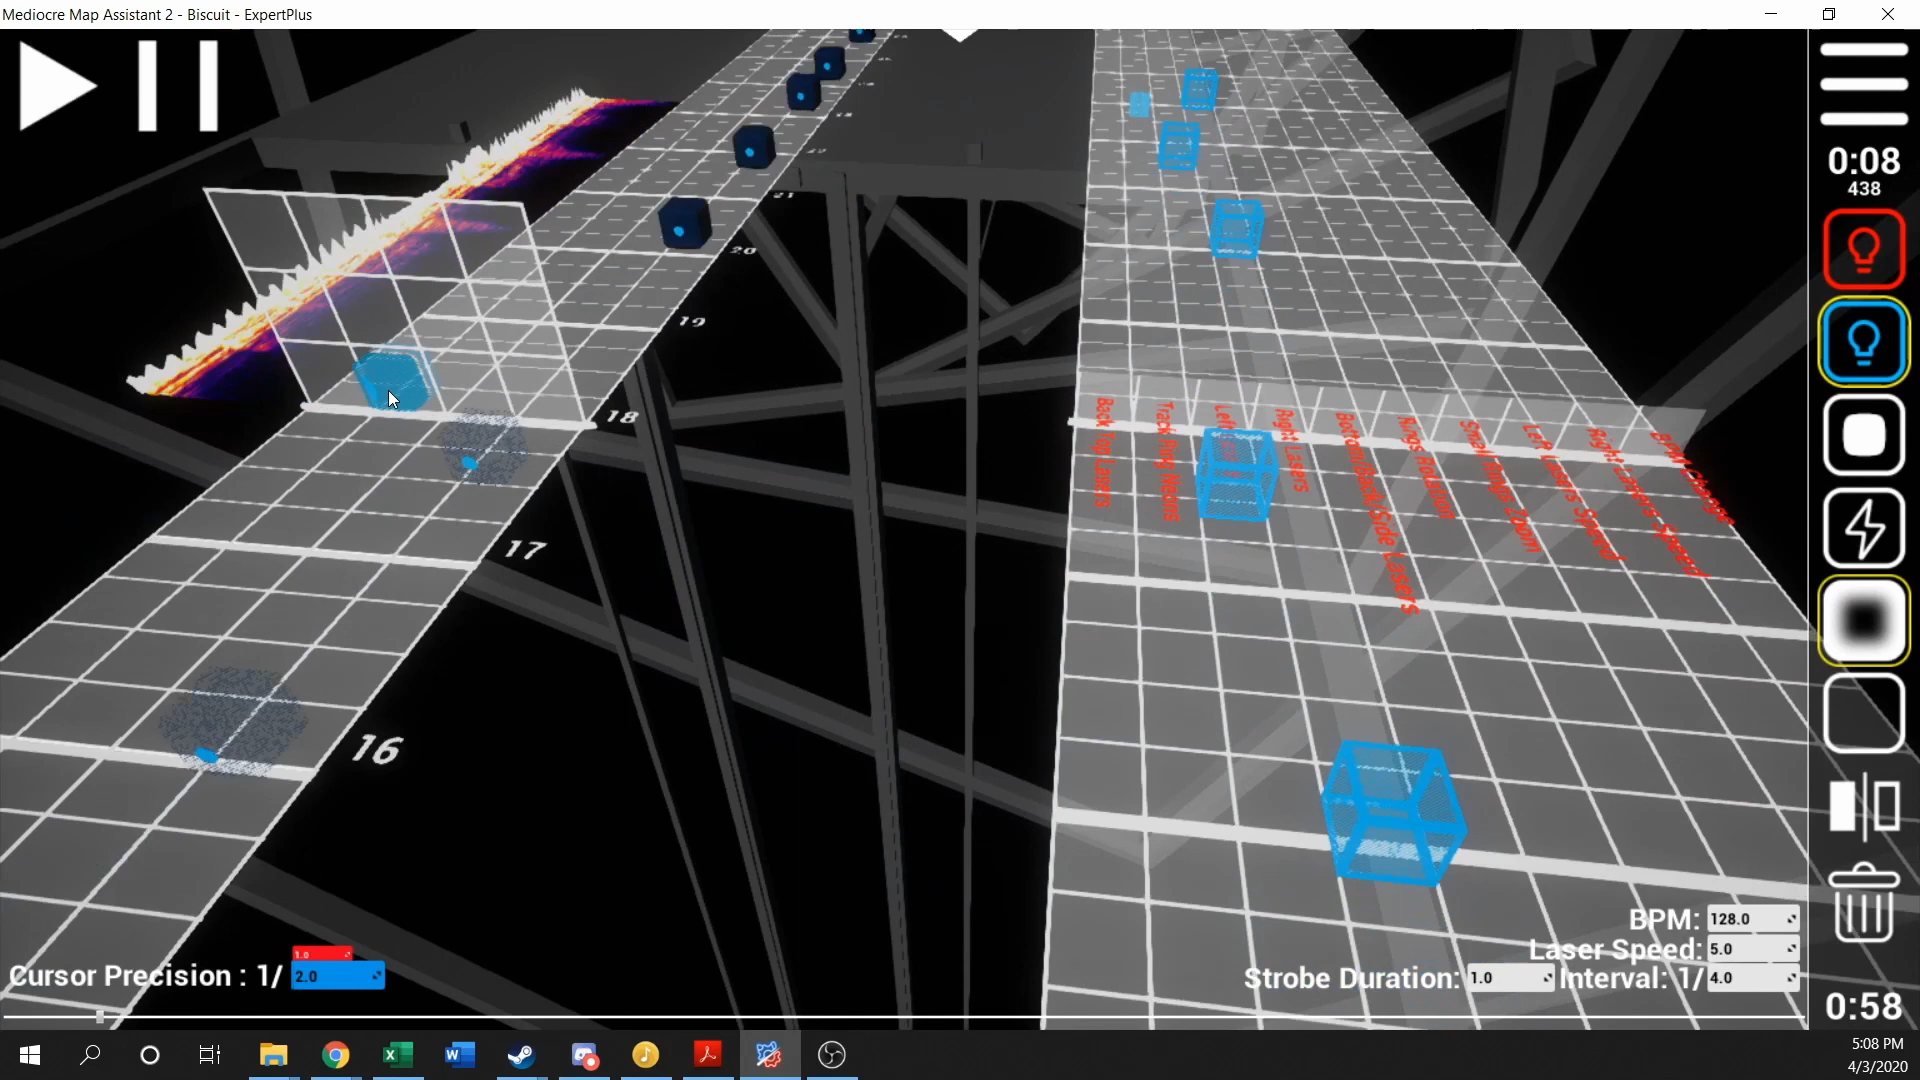 Mediocre Map Assistant 2 - Biscuit - ExpertPlus
0:08
438
21
20
19
18
17
16
Back Top Lasers
Track Ring Neons
Right Lasers
Bottom/Back/Side Lasers
Rings Rotation
Small Rings Zoom
Left Lasers Speed
Right Lasers Speed
BPM Change
BPM: 128.0
Laser Speed: 5.0
Strobe Duration: 1.0 Interval: 1/ 4.0
1.0
Cursor Precision : 1/ 2.0
0:58
5:08 PM
4/3/2020